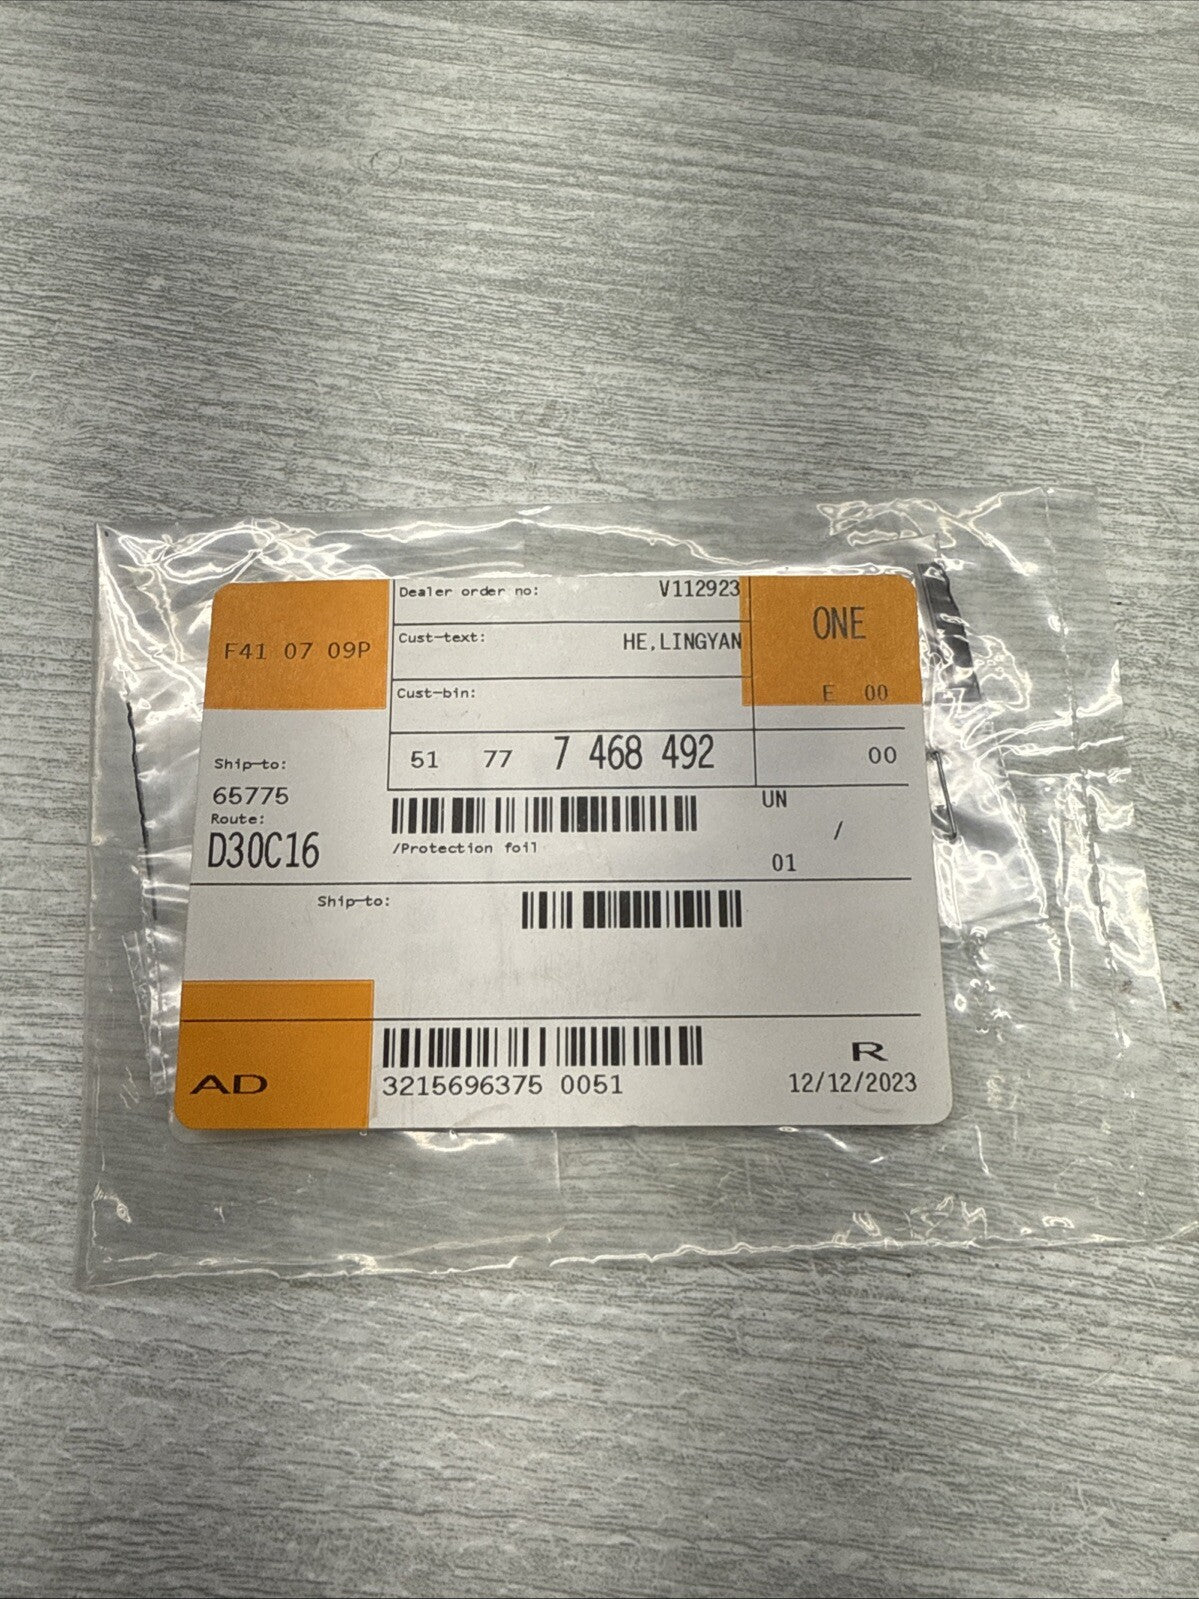 F41 07 09P
Dealer order no: V112923
Cust-text: HE,LINGYAN
Cust-bin:
ONE
E 00
51 77 7 468 492
00
Ship-to:
65775
Route:
D30C16
/Protection foil
UN
/
01
Ship-to:
AD
3215696375 0051
R
12/12/2023